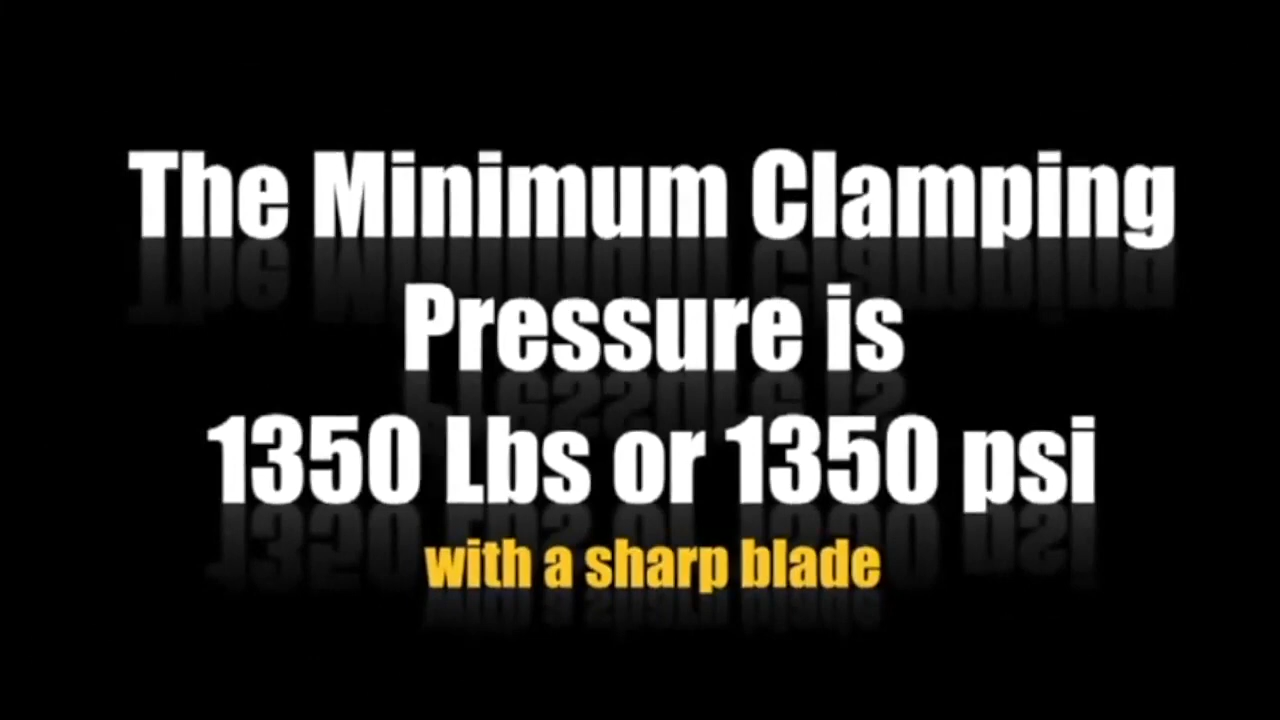 The Minimum Clamping
Pressure is
1350 Lbs or 1350 psi
with a sharp blade